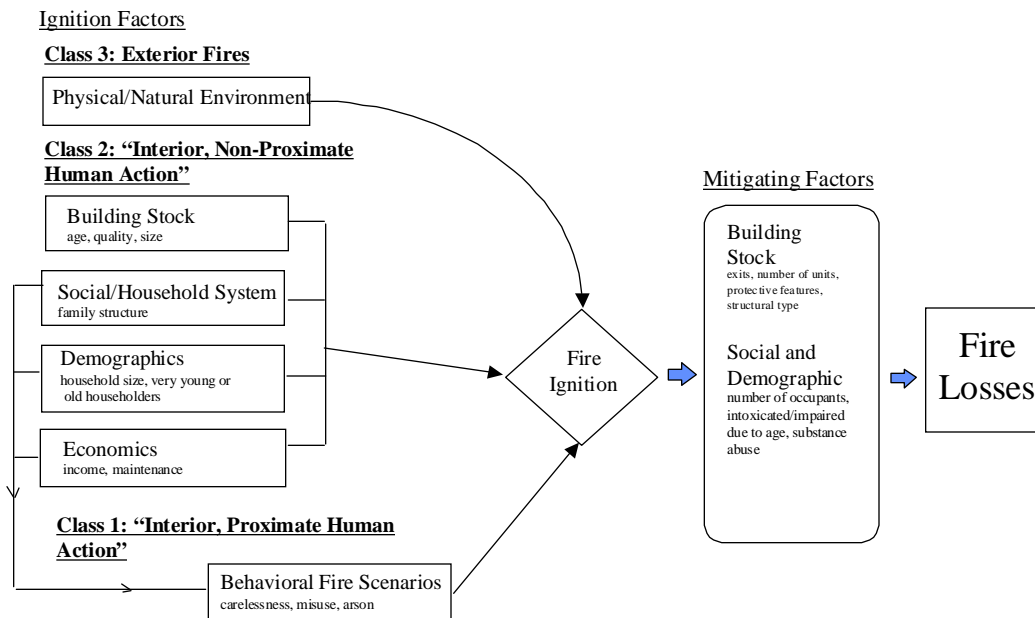 Ignition Factors
Class 3: Exterior Fires
Physical/Natural Environment
Class 2: “Interior, Non-Proximate
Human Action”
Building Stock
age, quality, size
Social/Household System
family structure
Demographics
household size, very young or
old householders
Economics
income, maintenance
Class 1: “Interior, Proximate Human
Action”
Behavioral Fire Scenarios
carelessness, misuse, arson
Fire
Ignition
Mitigating Factors
Building
Stock
exits, number of units,
protective features,
structural type
Social and
Demographic
number of occupants,
intoxicated/impaired
due to age, substance
abuse
Fire
Losses